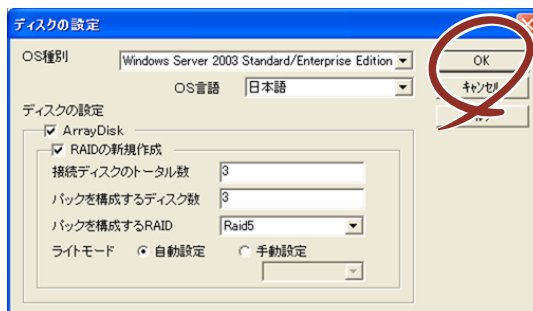 ディスクの設定
OS種別 Windows Server 2003 Standard/Enterprise Edition OK
OS言語 日本語 キャンセル
ディスクの設定
ArrayDisk
RAIDの新規作成
接続ディスクのトータル数 3
パックを構成するディスク数 3
パックを構成するRAID Raid5
ライトモード 自動設定 手動設定